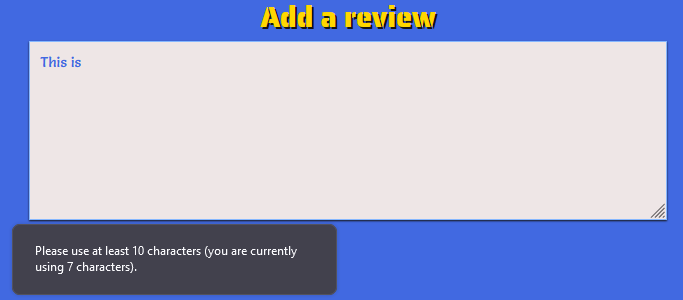 Add a review
This is
Please use at least 10 characters (you are currently
using 7 characters).